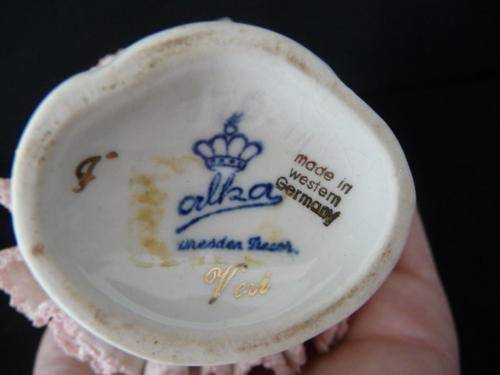 alka
Dresden Decor.
made in
western
Germany
Veri